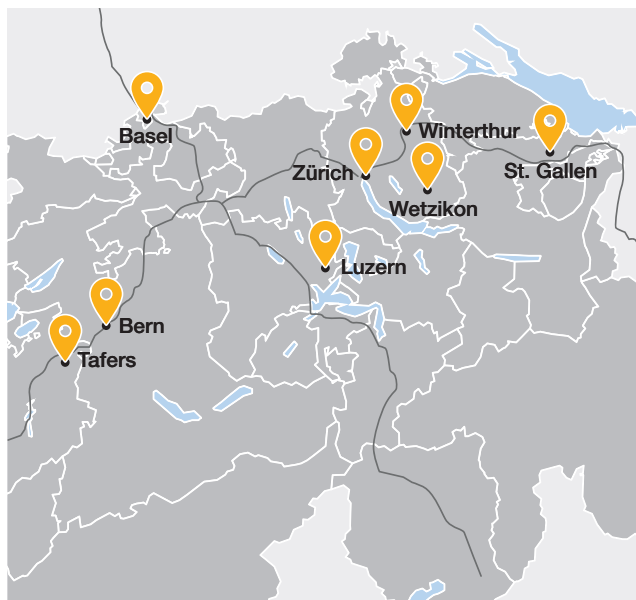 Basel
Winterthur
St. Gallen
Zürich
Wetzikon
Luzern
Bern
Tafers